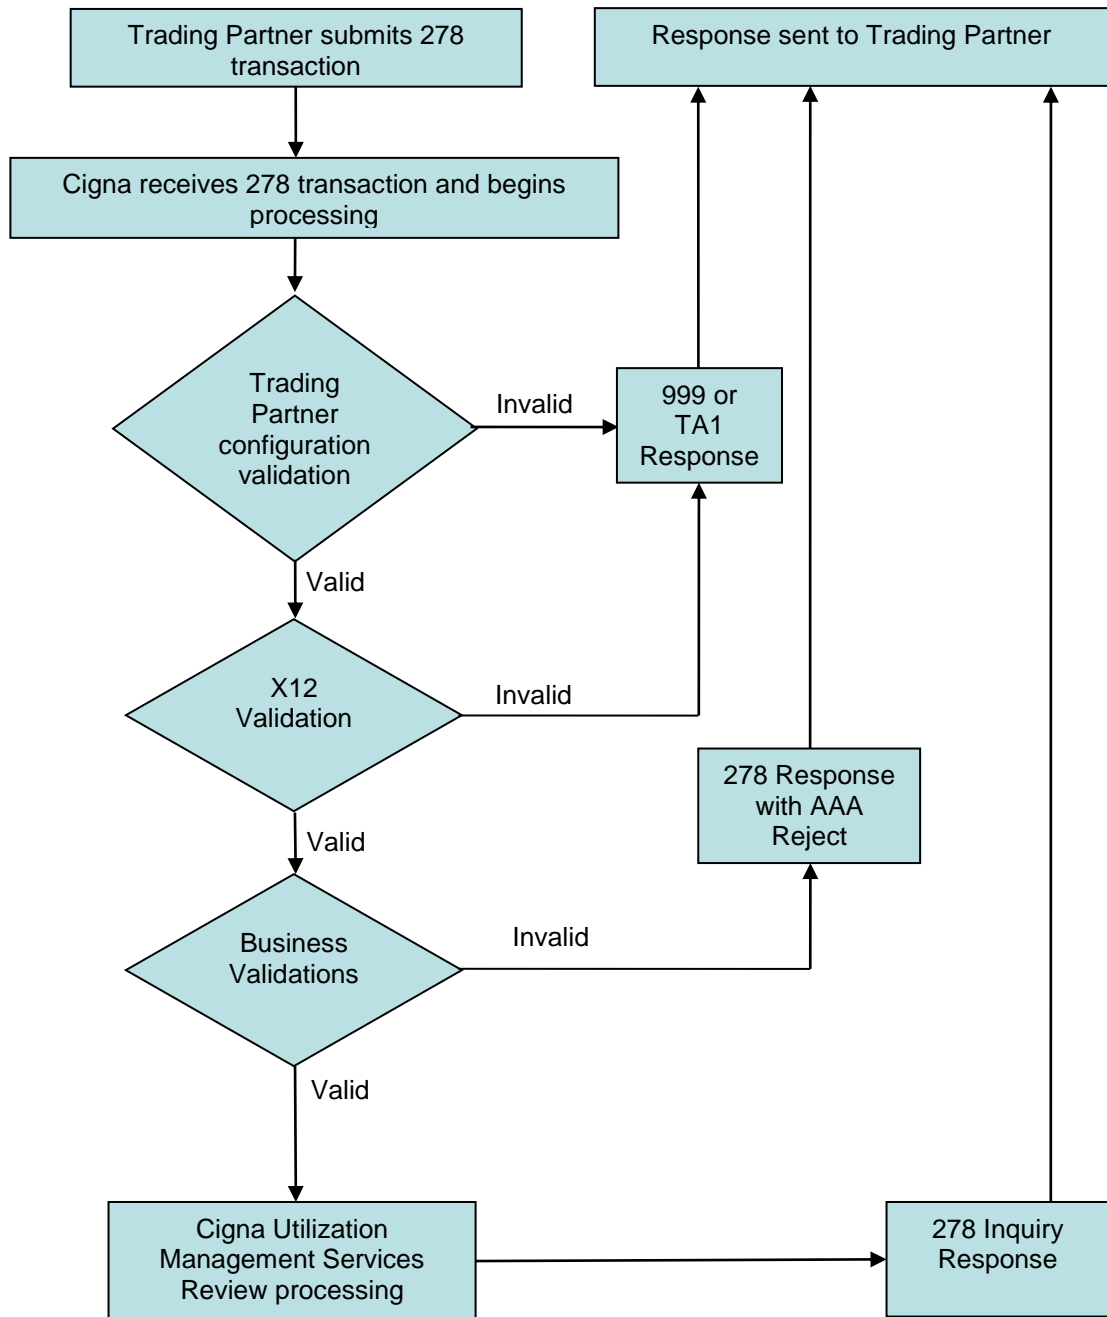 Trading Partner submits 278
transaction
Response sent to Trading Partner
Cigna receives 278 transaction and begins
processing
Trading
Partner
configuration
validation
Invalid
999 or
TA1
Response
Valid
X12
Validation
Invalid
278 Response
with AAA
Reject
Valid
Business
Validations
Invalid
Valid
Cigna Utilization
Management Services
Review processing
278 Inquiry
Response